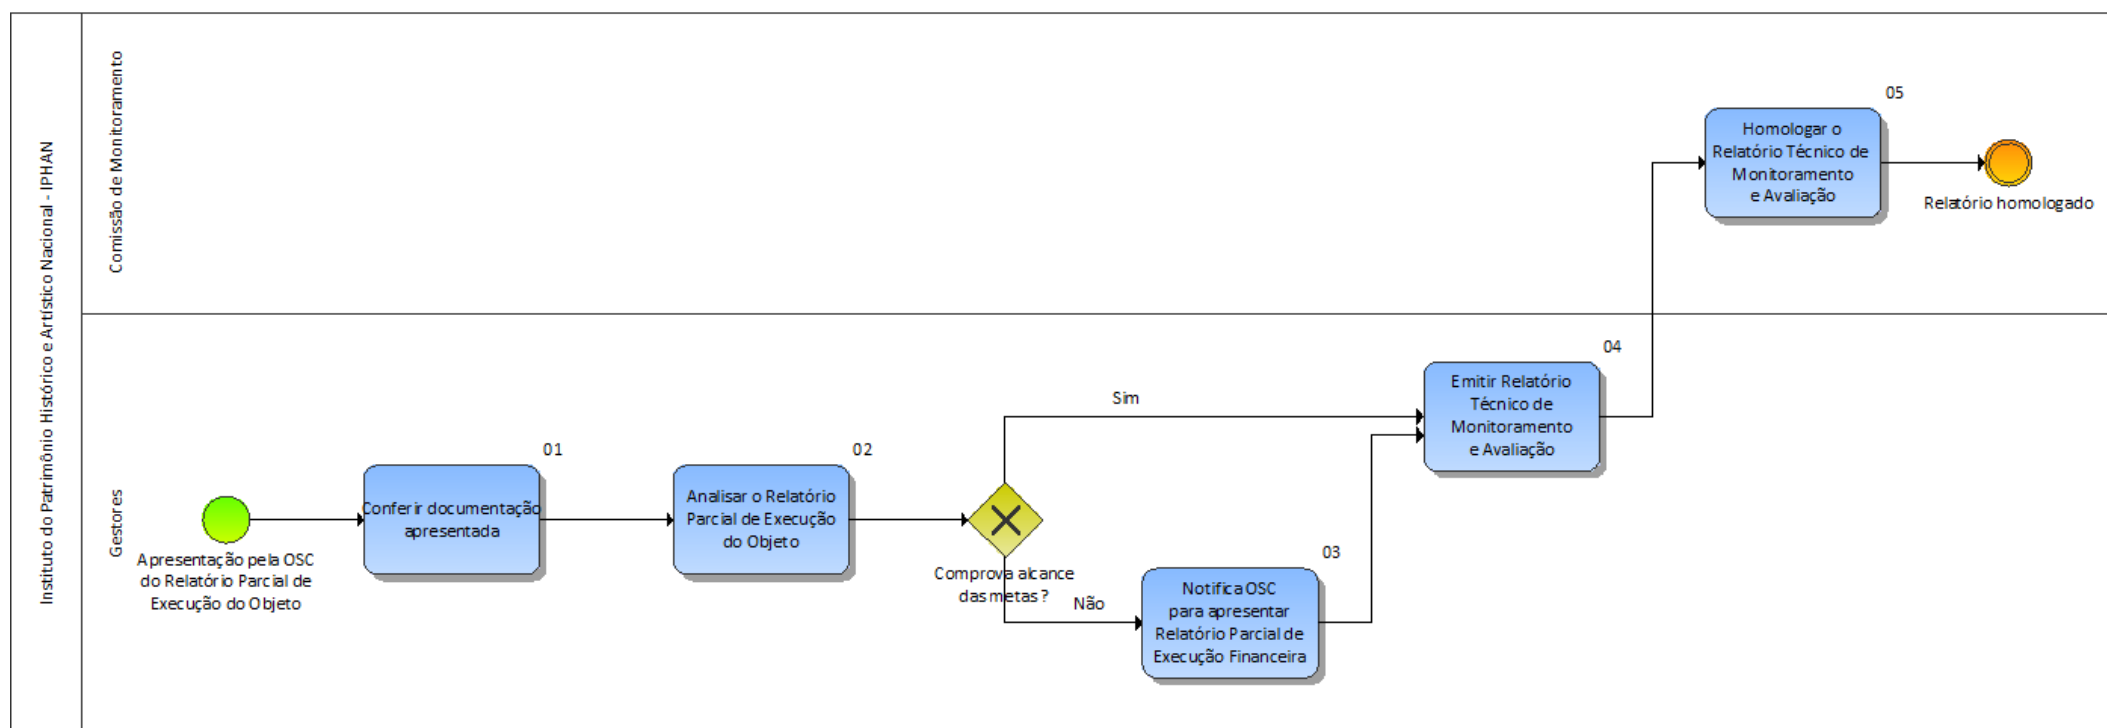 Instituto do Patrimônio Histórico e Artístico Nacional - IPHAN
Comissão de Monitoramento
05
Homologar o
Relatório Técnico de
Monitoramento
e Avaliação
Relatório homologado
Gestores
Apresentação pela OSC
do Relatório Parcial de
Execução do Objeto
01
Conferir documentação
apresentada
02
Analisar o Relatório
Parcial de Execução
do Objeto
Comprova alcance
das metas ?
Sim
Não
03
Notifica OSC
para apresentar
Relatório Parcial de
Execução Financeira
04
Emitir Relatório
Técnico de
Monitoramento
e Avaliação